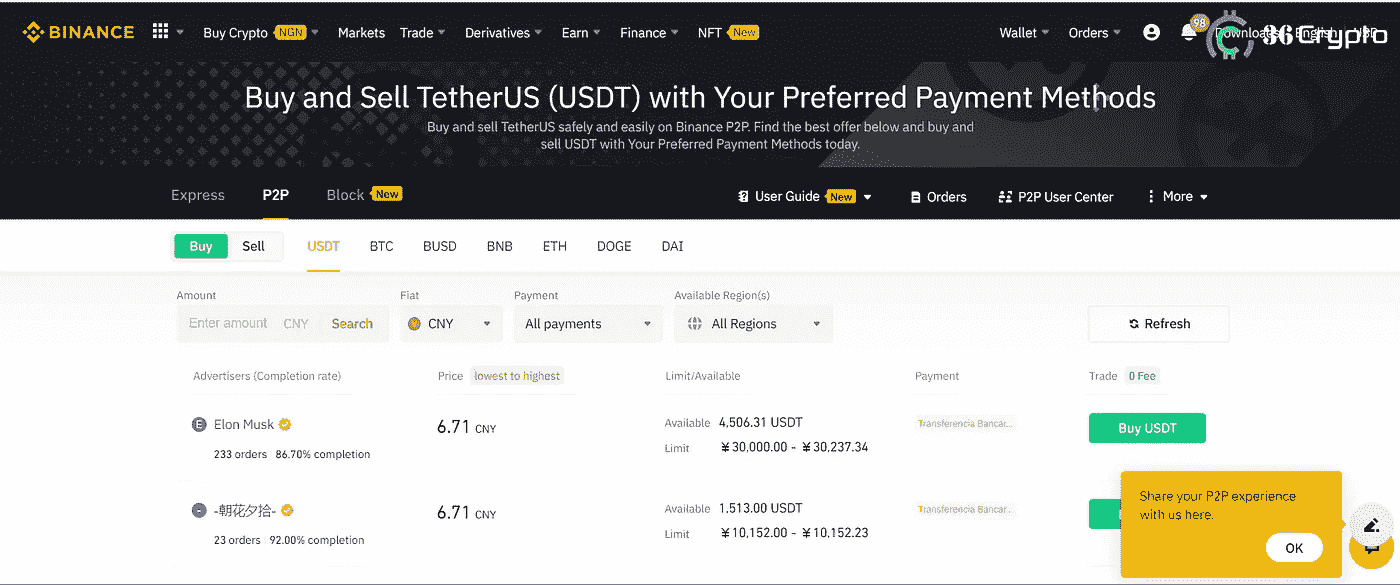 BINANCE Buy Crypto NGN Markets Trade Derivatives Earn Finance NFT New Wallet Orders 98 Downloads English USD
96Crypto
Buy and Sell TetherUS (USDT) with Your Preferred Payment Methods
Buy and sell TetherUS safely and easily on Binance P2P. Find the best offer below and buy and
sell USDT with Your Preferred Payment Methods today.
Express P2P Block New User Guide New Orders P2P User Center More
Buy Sell USDT BTC BUSD BNB ETH DOGE DAI
Amount Fiat Payment Available Region(s)
Enter amount CNY Search CNY All payments All Regions Refresh
Advertisers (Completion rate) Price lowest to highest Limit/Available Payment Trade 0 Fee
E Elon Musk 6.71 CNY Available 4,506.31 USDT Transferencia Bancar... Buy USDT
233 orders 86.70% completion Limit ¥ 30,000.00 - ¥ 30,237.34
-朝花夕拾- 6.71 CNY Available 1,513.00 USDT Transferencia Bancar...
23 orders 92.00% completion Limit ¥ 10,152.00 - ¥ 10,152.23
Share your P2P experience
with us here.
OK